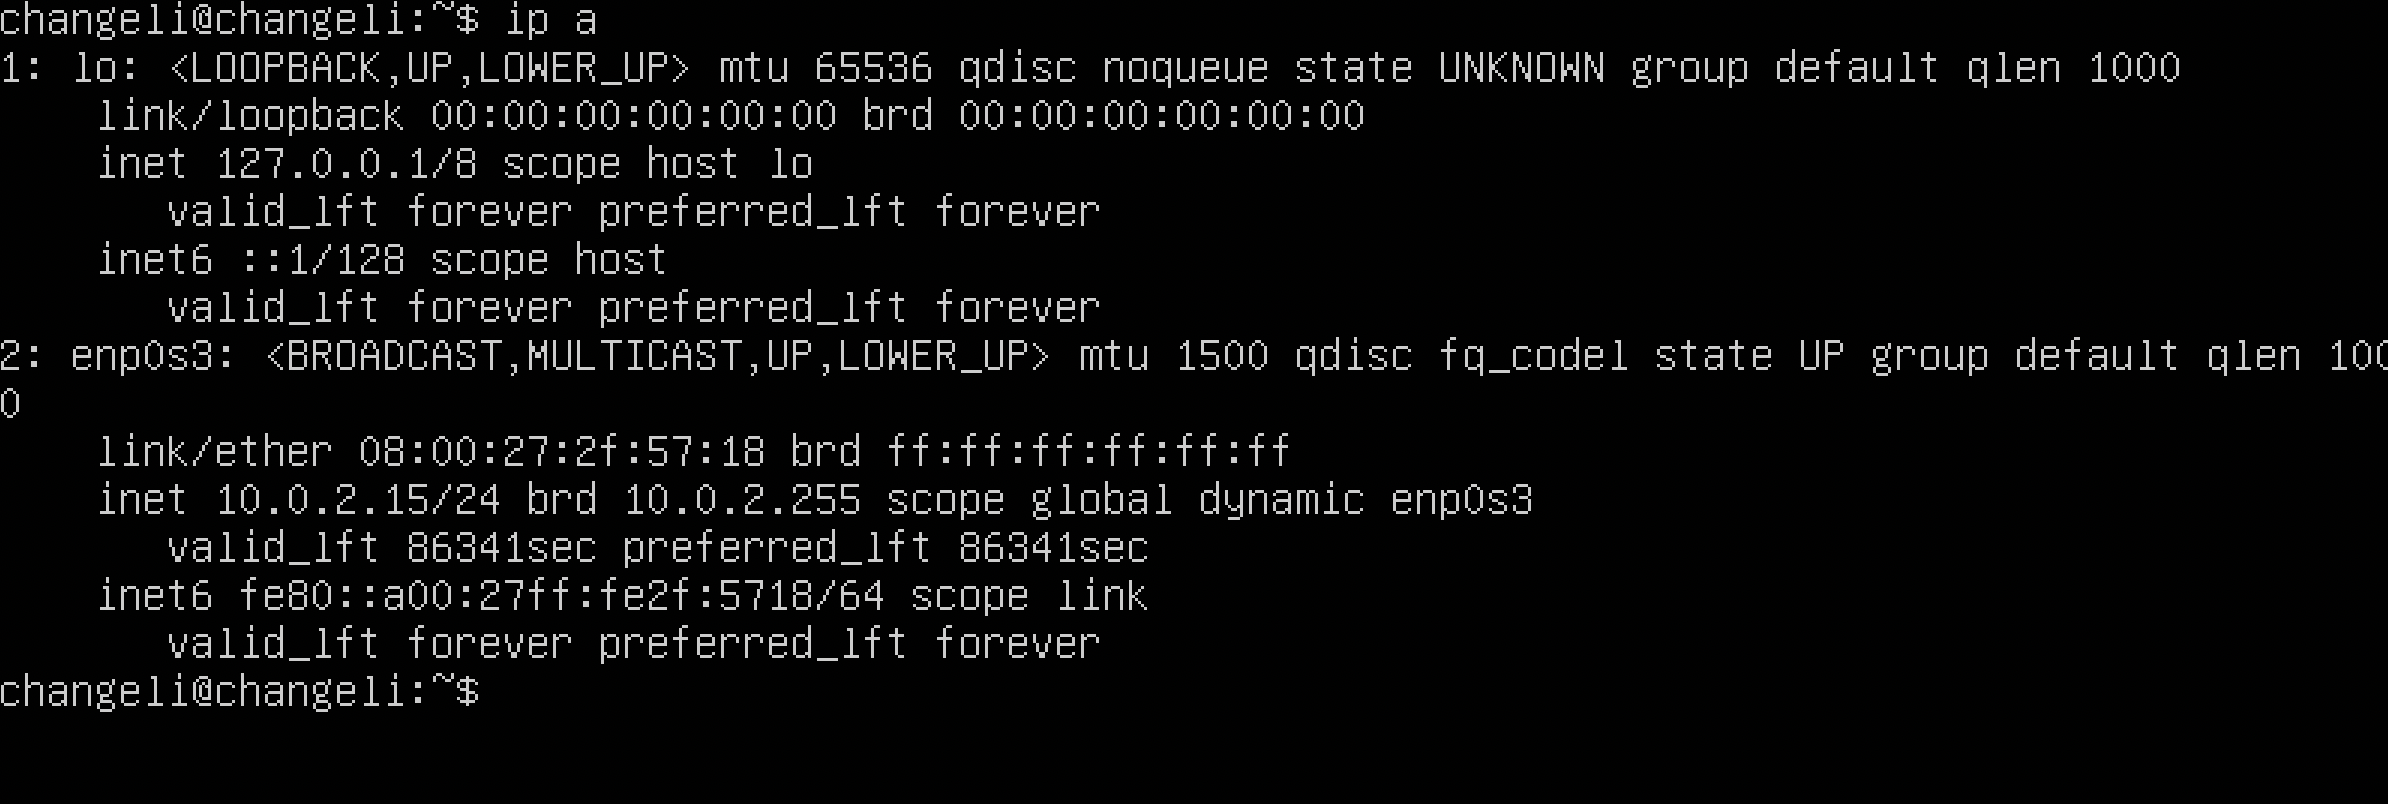 changeli@changeli:~$ ip a
1: lo: <LOOPBACK,UP,LOWER_UP> mtu 65536 qdisc noqueue state UNKNOWN group default qlen 1000
    link/loopback 00:00:00:00:00:00 brd 00:00:00:00:00:00
    inet 127.0.0.1/8 scope host lo
       valid_lft forever preferred_lft forever
    inet6 ::1/128 scope host
       valid_lft forever preferred_lft forever
2: enp0s3: <BROADCAST,MULTICAST,UP,LOWER_UP> mtu 1500 qdisc fq_codel state UP group default qlen 100
0
    link/ether 08:00:27:2f:57:18 brd ff:ff:ff:ff:ff:ff
    inet 10.0.2.15/24 brd 10.0.2.255 scope global dynamic enp0s3
       valid_lft 86341sec preferred_lft 86341sec
    inet6 fe80::a00:27ff:fe2f:5718/64 scope link
       valid_lft forever preferred_lft forever
changeli@changeli:~$